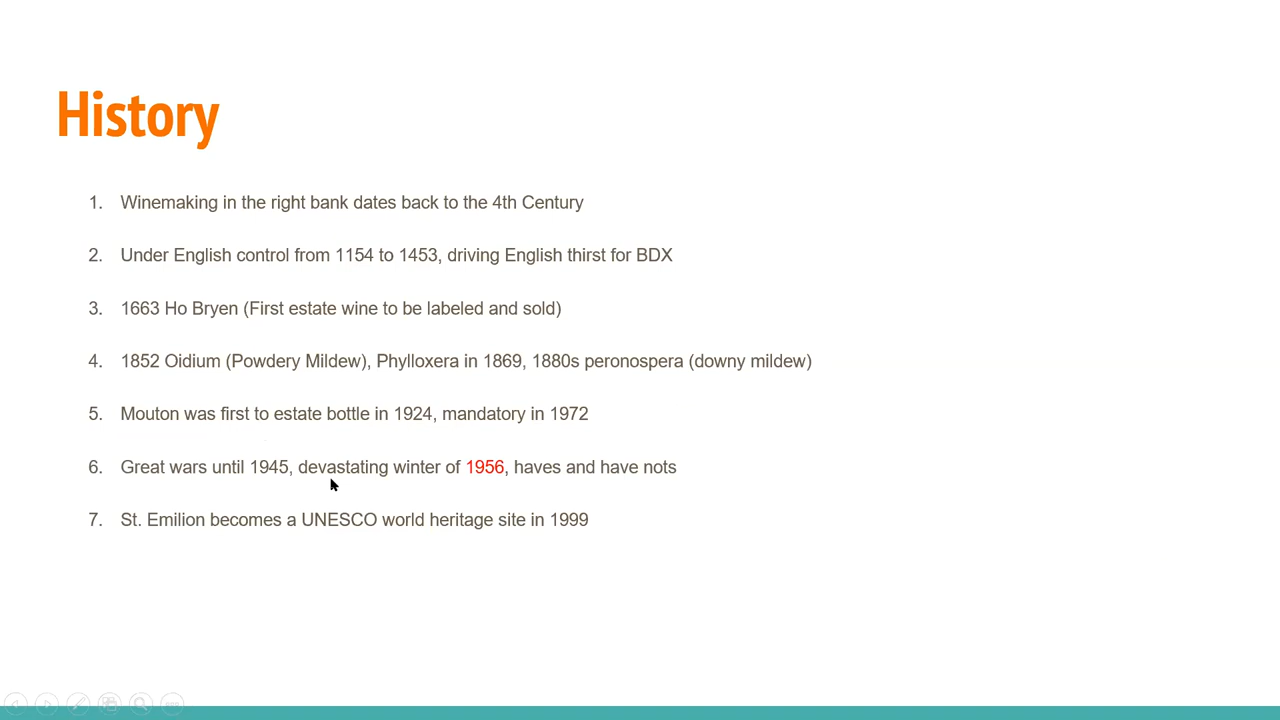 History
1. Winemaking in the right bank dates back to the 4th Century
2. Under English control from 1154 to 1453, driving English thirst for BDX
3. 1663 Ho Bryen (First estate wine to be labeled and sold)
4. 1852 Oidium (Powdery Mildew), Phylloxera in 1869, 1880s peronospera (downy mildew)
5. Mouton was first to estate bottle in 1924, mandatory in 1972
6. Great wars until 1945, devastating winter of 1956, haves and have nots
7. St. Emilion becomes a UNESCO world heritage site in 1999